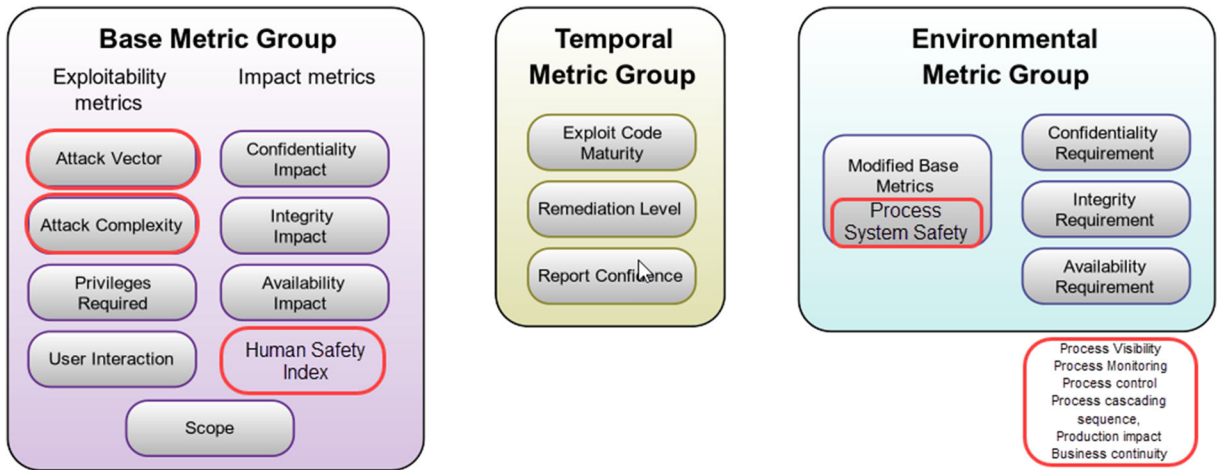 Base Metric Group
Exploitability
metrics
Impact metrics
Attack Vector
Attack Complexity
Privileges
Required
User Interaction
Confidentiality
Impact
Integrity
Impact
Availability
Impact
Human Safety
Index
Scope
Temporal
Metric Group
Exploit Code
Maturity
Remediation Level
Report Confidence
Environmental
Metric Group
Modified Base
Metrics
Process
System Safety
Confidentiality
Requirement
Integrity
Requirement
Availability
Requirement
Process Visibility
Process Monitoring
Process control
Process cascading
sequence,
Production impact
Business continuity